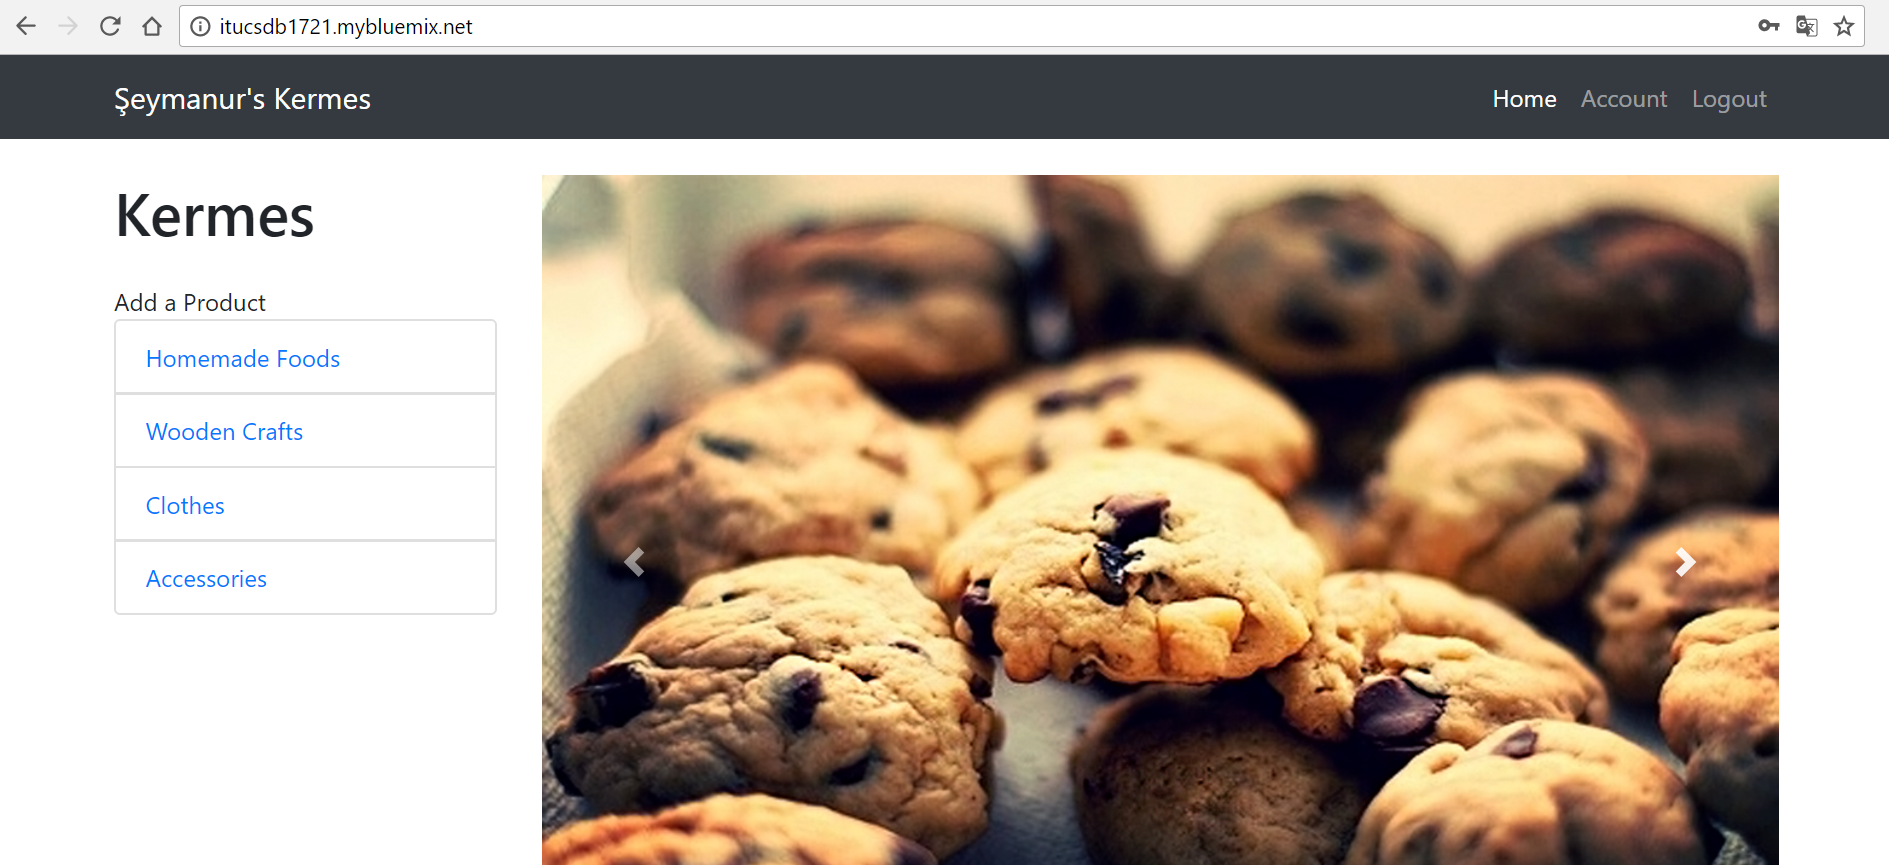 itucsdb1721.mybluemix.net
Şeymanur's Kermes
Home Account Logout
Kermes
Add a Product
Homemade Foods
Wooden Crafts
Clothes
Accessories